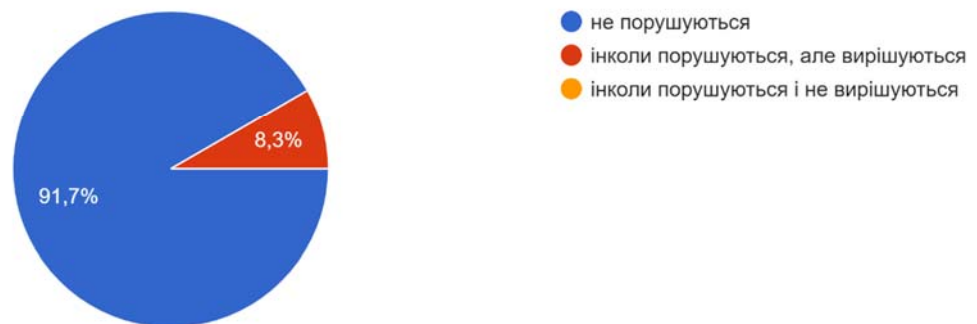 не порушуються
інколи порушуються, але вирішуються
інколи порушуються і не вирішуються
8,3%
91,7%